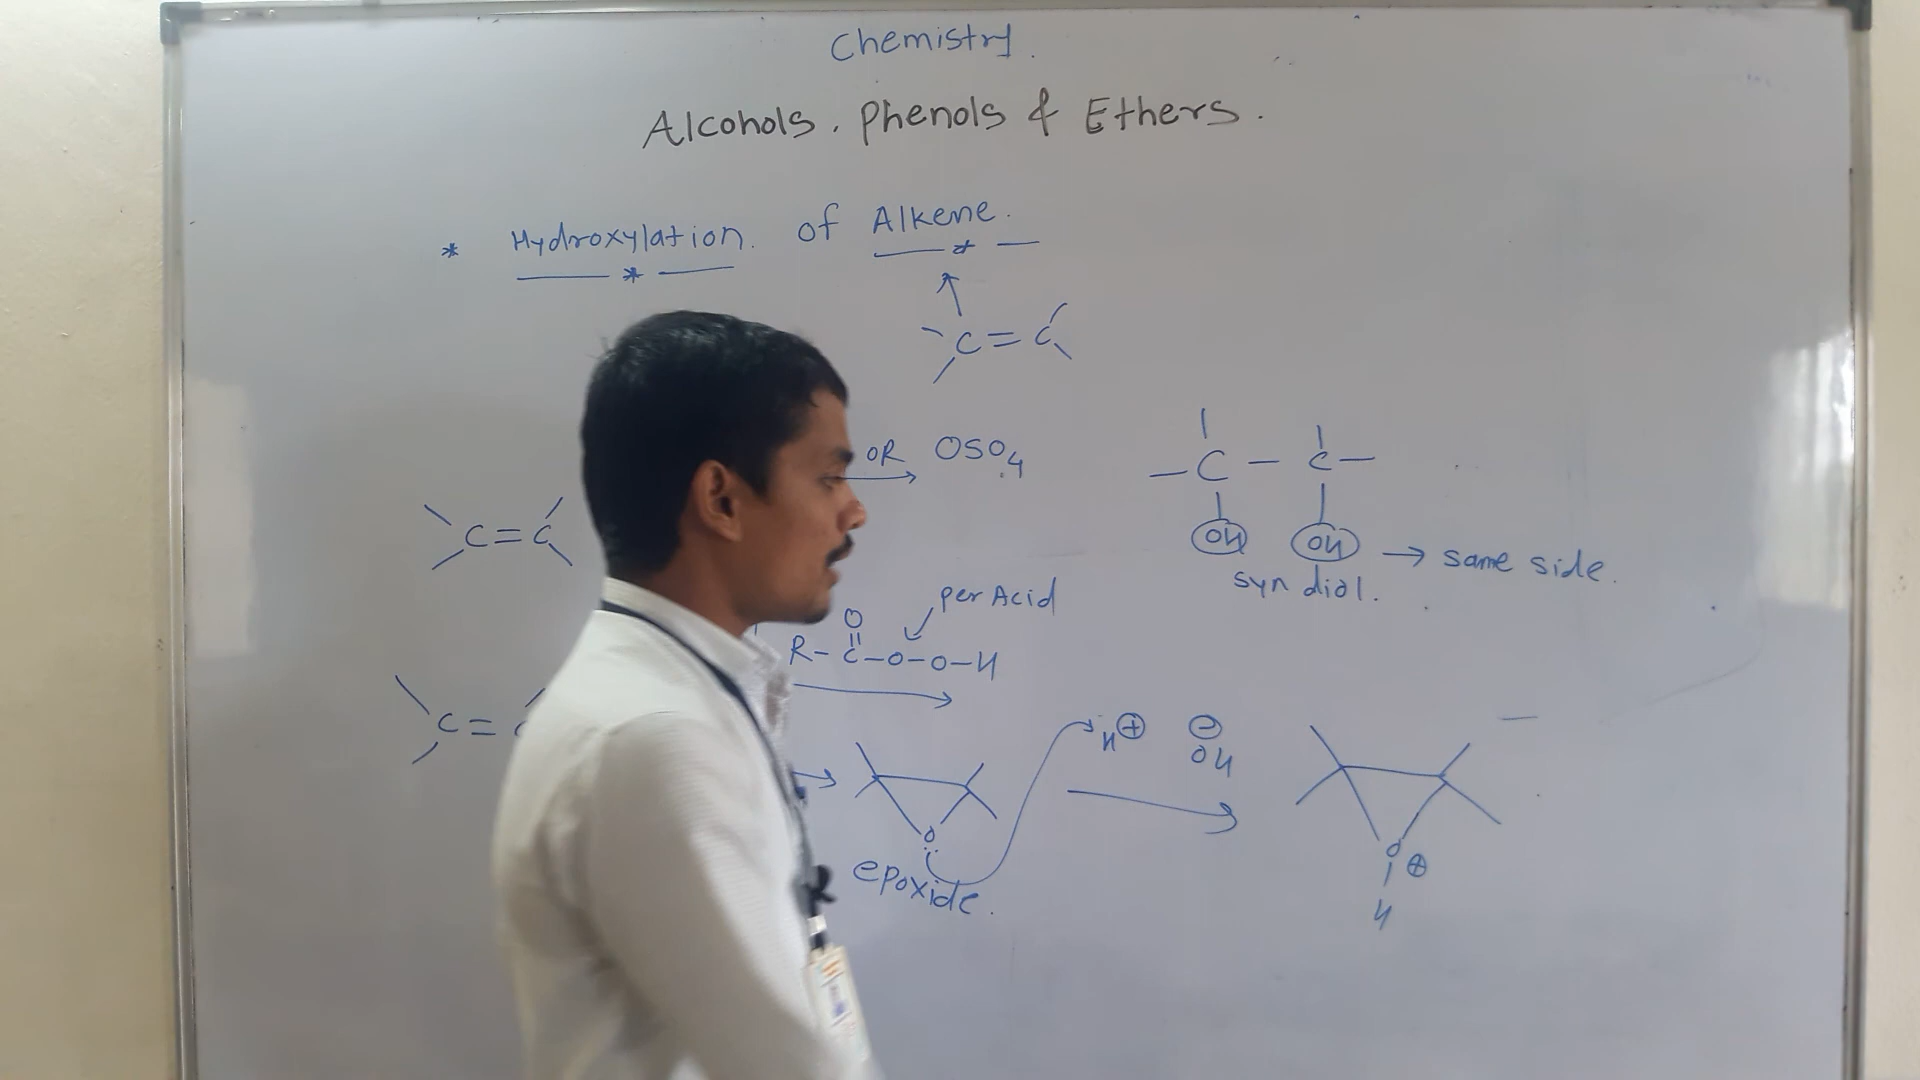 Chemistry.
Alcohols, Phenols & Ethers.
* Hydroxylation. of Alkene.
C=C
OR OSO4
- C - C -
C=C
OH OH → same side.
syn diol.
per Acid
O
R-C-O-O-H
C=
H⊕ ⊖
OH
O
O⊕
epoxide.
H